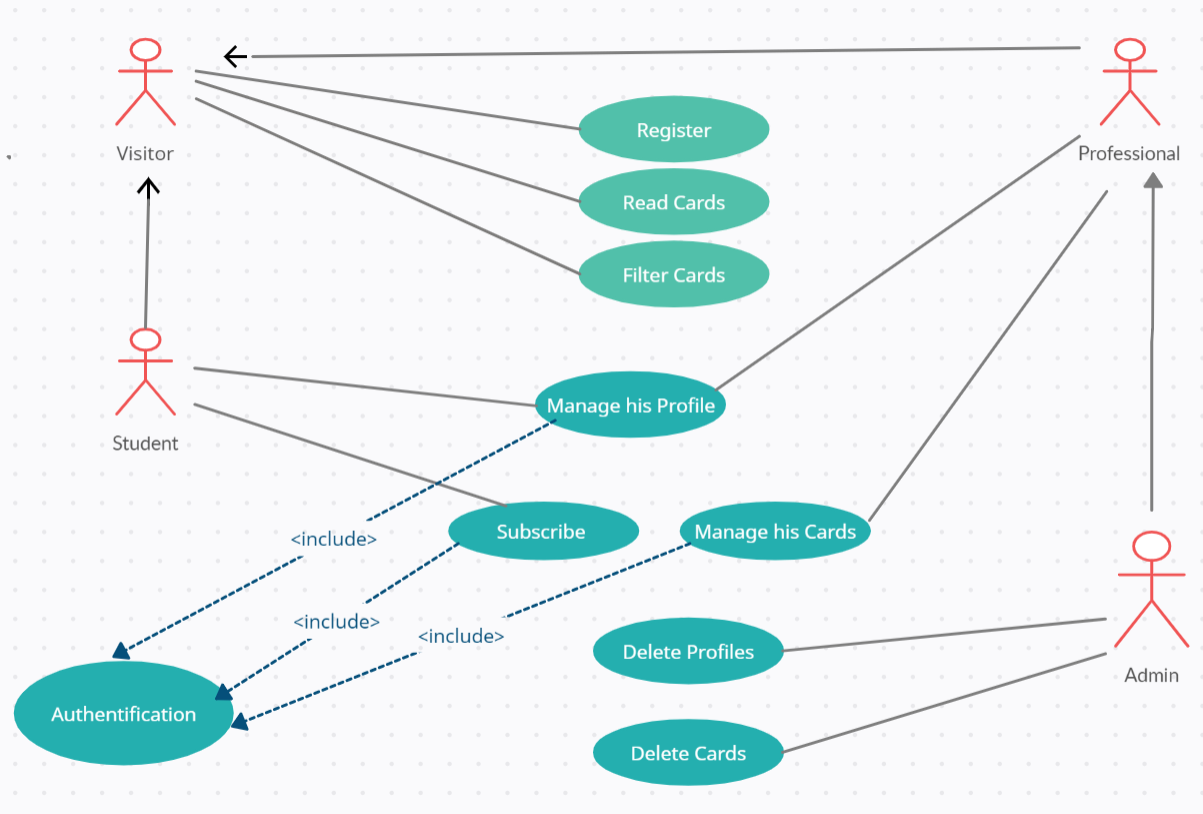 Visitor
Professional
Register
Read Cards
Filter Cards
Student
Manage his Profile
<include>
Subscribe
Manage his Cards
<include>
<include>
Delete Profiles
Admin
Authentification
Delete Cards